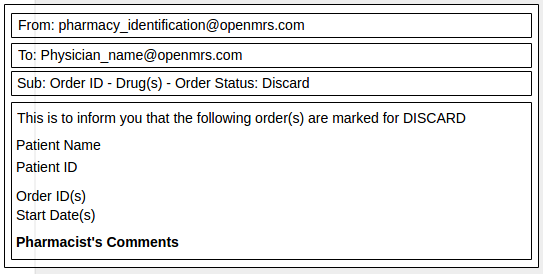 From: pharmacy_identification@openmrs.com
To: Physician_name@openmrs.com
Sub: Order ID - Drug(s) - Order Status: Discard
This is to inform you that the following order(s) are marked for DISCARD
Patient Name
Patient ID
Order ID(s)
Start Date(s)
Pharmacist's Comments